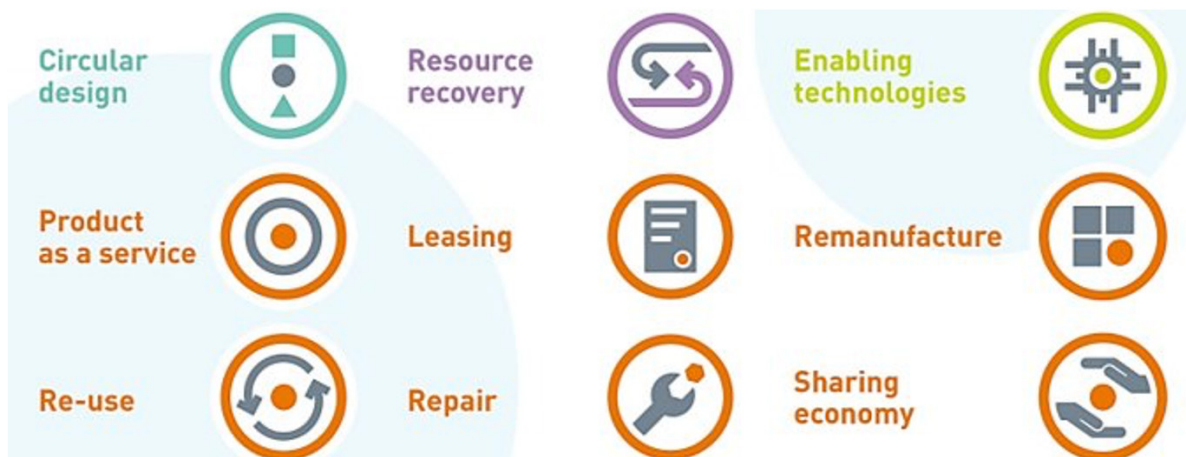 Circular
design
Resource
recovery
Enabling
technologies
Product
as a service
Leasing
Remanufacture
Re-use
Repair
Sharing
economy